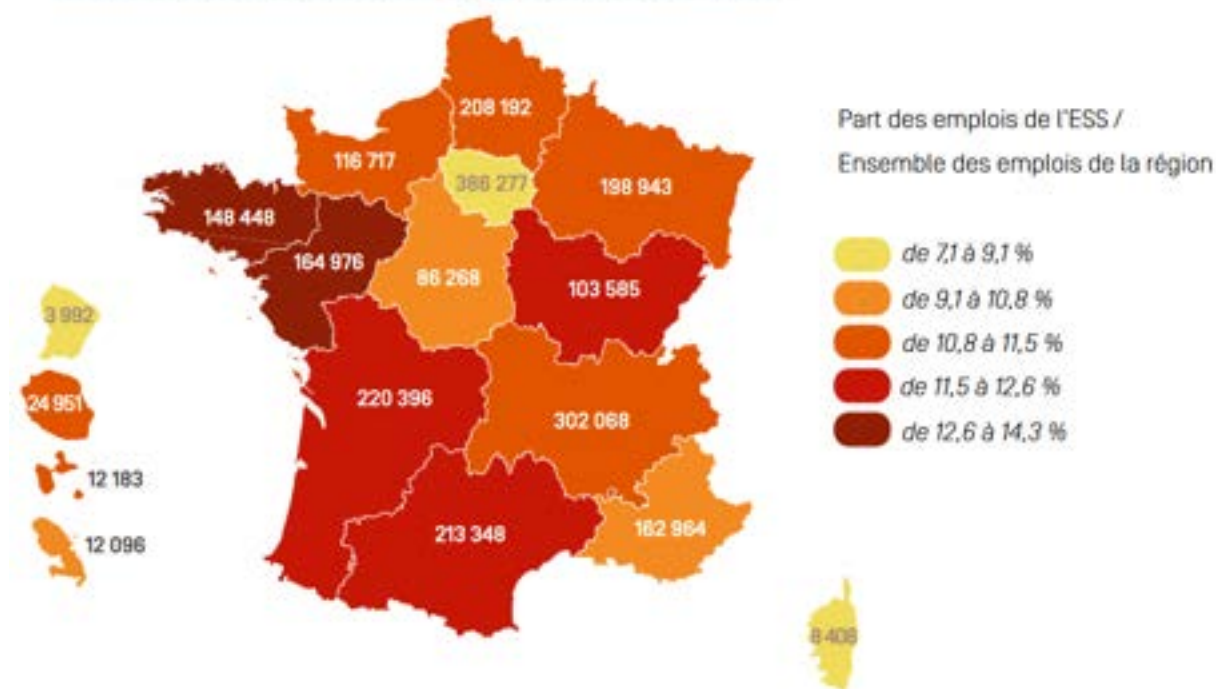 208 192
116 717
386 277
198 943
148 448
164 976
86 268
103 585
3 992
220 396
24 951
302 068
12 183
213 348
162 964
12 096
8 408
Part des emplois de l'ESS /
Ensemble des emplois de la région
de 7,1 à 9,1 %
de 9,1 à 10,8 %
de 10,8 à 11,5 %
de 11,5 à 12,6 %
de 12,6 à 14,3 %